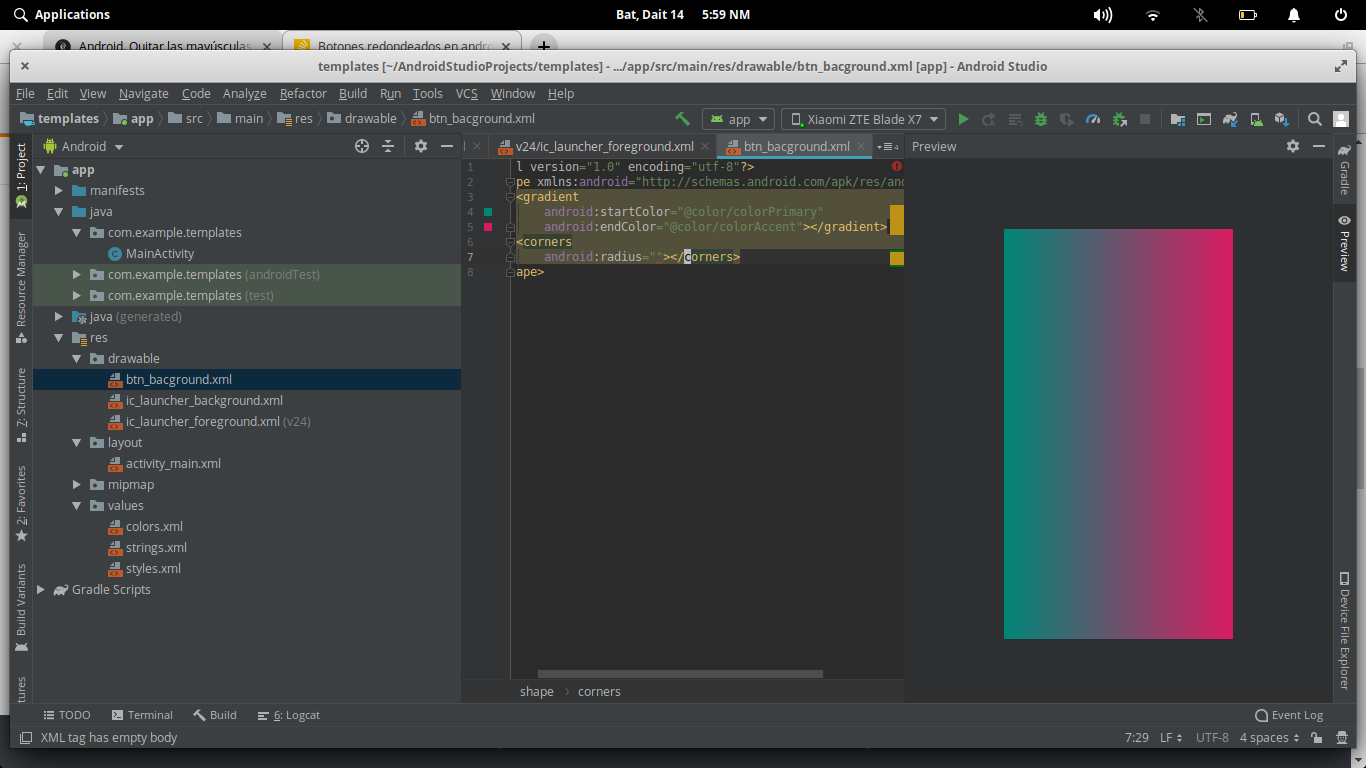 Applications
Bat, Dait 14 5:59 NM
Android. Quitar las mayúsculas
Botones redondeados en andr
templates [~/AndroidStudioProjects/templates] - .../app/src/main/res/drawable/btn_bacground.xml [app] - Android Studio
File Edit View Navigate Code Analyze Refactor Build Run Tools VCS Window Help
templates app src main res drawable btn_bacground.xml
app
Xiaomi ZTE Blade X7
1: Project
Resource Manager
7: Structure
2: Favorites
Build Variants
tures
Android
app
manifests
java
com.example.templates
MainActivity
com.example.templates (androidTest)
com.example.templates (test)
java (generated)
res
drawable
btn_bacground.xml
ic_launcher_background.xml
ic_launcher_foreground.xml (v24)
layout
activity_main.xml
mipmap
values
colors.xml
strings.xml
styles.xml
Gradle Scripts
v24/ic_launcher_foreground.xml
btn_bacground.xml
4
1 l version="1.0" encoding="utf-8"?>
2 pe xmlns:android="http://schemas.android.com/apk/res/and
3 <gradient
4 android:startColor="@color/colorPrimary"
5 android:endColor="@color/colorAccent"></gradient>
6 <corners
7 android:radius=""></corners>
8 ape>
shape corners
Preview
Gradle
Preview
Device File Explorer
TODO Terminal Build 6: Logcat
Event Log
XML tag has empty body
7:29 LF UTF-8 4 spaces